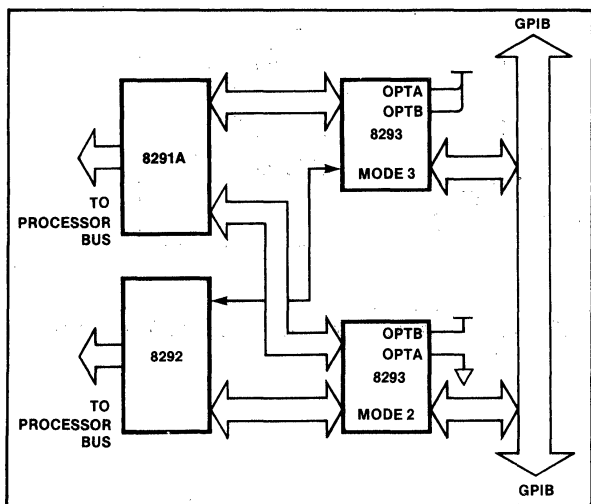 GPIB
OPTA
OPTB
8293
MODE 3
8291A
TO
PROCESSOR
BUS
8292
TO
PROCESSOR
BUS
OPTB
OPTA
8293
MODE 2
GPIB